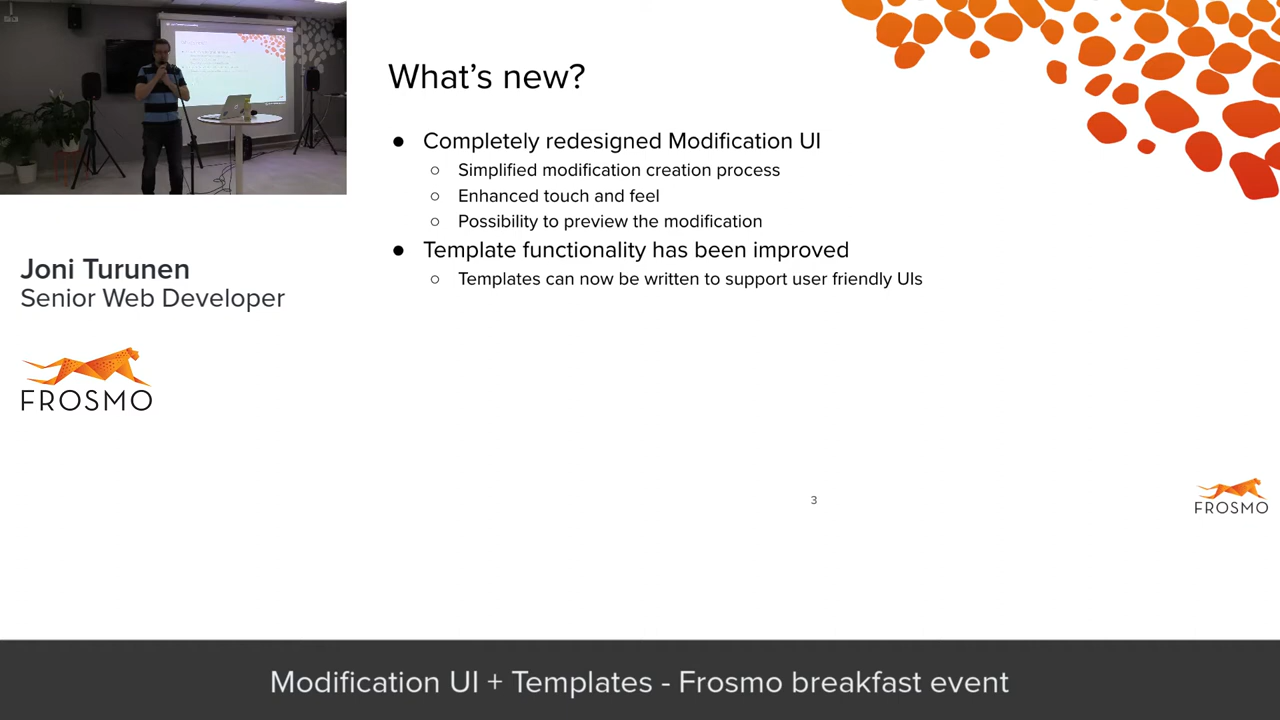 What's new?
● Completely redesigned Modification UI
○ Simplified modification creation process
○ Enhanced touch and feel
○ Possibility to preview the modification
● Template functionality has been improved
○ Templates can now be written to support user friendly UIs
Joni Turunen
Senior Web Developer
FROSMO
3
FROSMO
Modification UI + Templates - Frosmo breakfast event